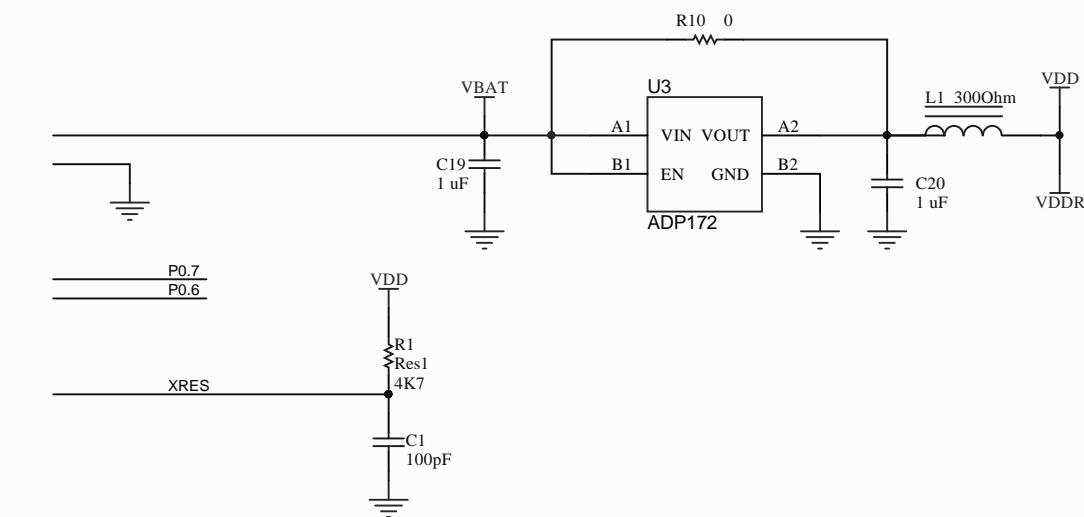 R10 0
U3
VBAT
VDD
L1 300Ohm
A1 VIN VOUT A2
C19
1 uF
B1 EN GND B2
C20
1 uF
VDDR
ADP172
P0.7
P0.6
VDD
R1
Res1
4K7
XRES
C1
100pF